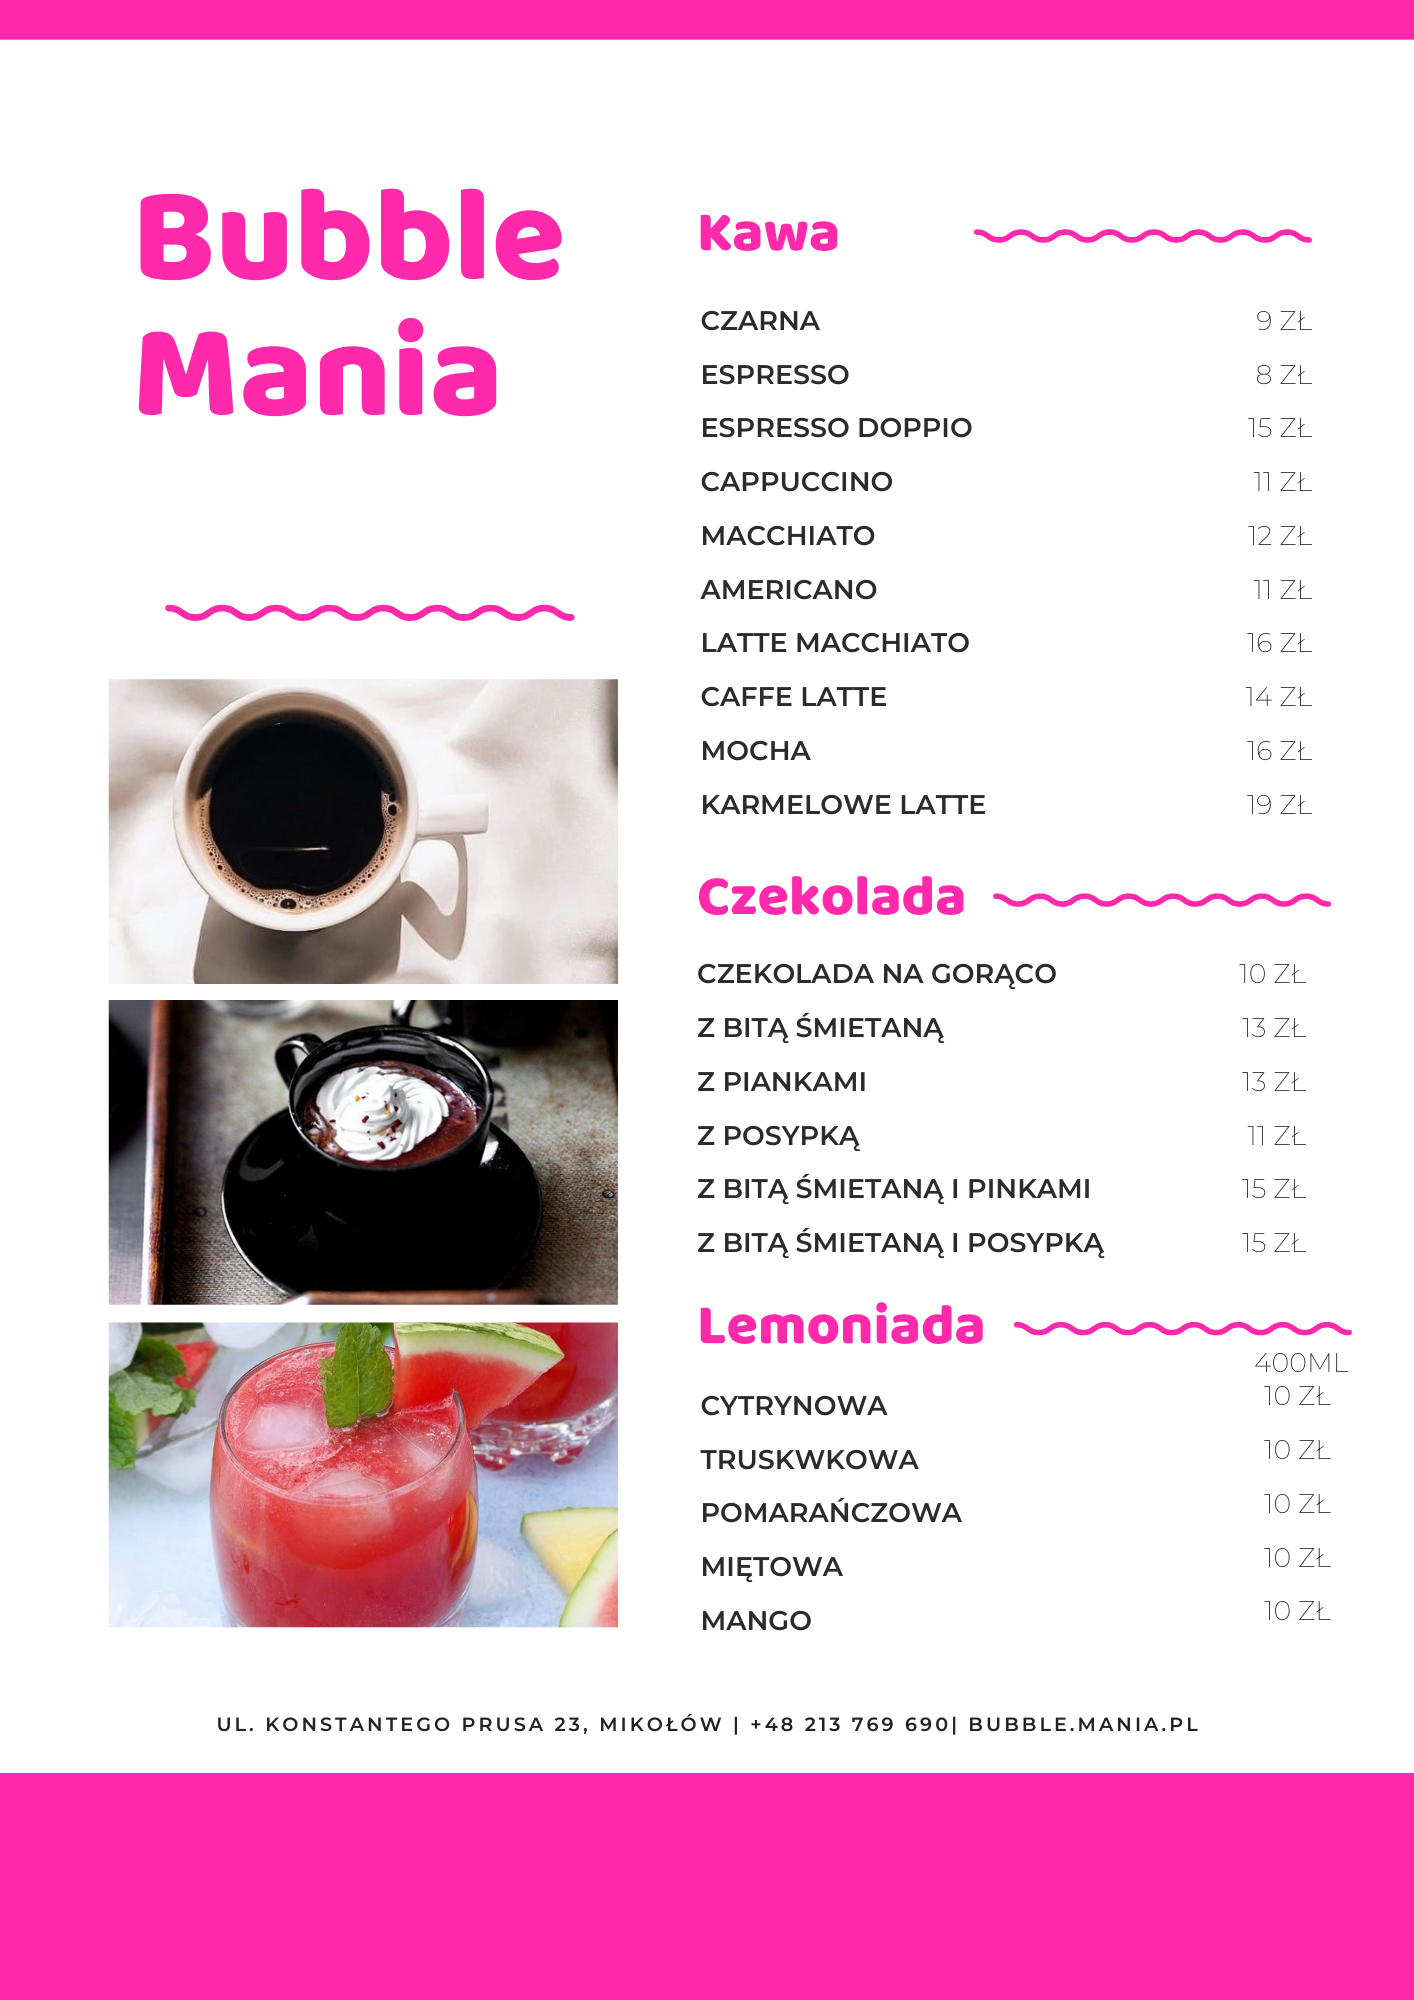 Bubble
Mania
Kawa
CZARNA 9 ZŁ
ESPRESSO 8 ZŁ
ESPRESSO DOPPIO 15 ZŁ
CAPPUCCINO 11 ZŁ
MACCHIATO 12 ZŁ
AMERICANO 11 ZŁ
LATTE MACCHIATO 16 ZŁ
CAFFE LATTE 14 ZŁ
MOCHA 16 ZŁ
KARMELOWE LATTE 19 ZŁ
Czekolada
CZEKOLADA NA GORĄCO 10 ZŁ
Z BITĄ ŚMIETANĄ 13 ZŁ
Z PIANKAMI 13 ZŁ
Z POSYPKĄ 11 ZŁ
Z BITĄ ŚMIETANĄ I PINKAMI 15 ZŁ
Z BITĄ ŚMIETANĄ I POSYPKĄ 15 ZŁ
Lemoniada
400ML
CYTRYNOWA 10 ZŁ
TRUSKWKOWA 10 ZŁ
POMARAŃCZOWA 10 ZŁ
MIĘTOWA 10 ZŁ
MANGO 10 ZŁ
UL. KONSTANTEGO PRUSA 23, MIKOŁÓW | +48 213 769 690| BUBBLE.MANIA.PL